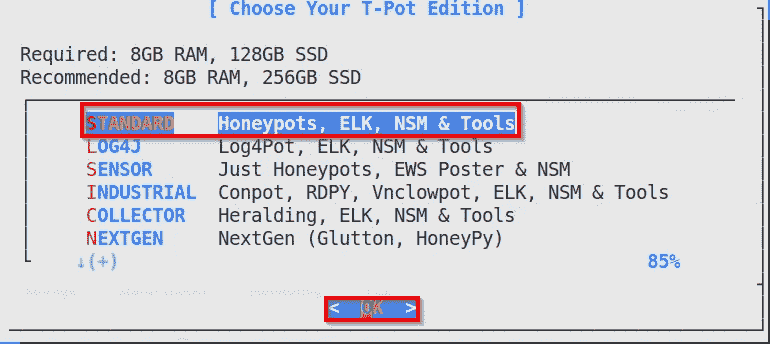 [ Choose Your T-Pot Edition ]
Required: 8GB RAM, 128GB SSD
Recommended: 8GB RAM, 256GB SSD
STANDARD Honeypots, ELK, NSM & Tools
LOG4J Log4Pot, ELK, NSM & Tools
SENSOR Just Honeypots, EWS Poster & NSM
INDUSTRIAL Conpot, RDPY, Vnclowpot, ELK, NSM & Tools
COLLECTOR Heralding, ELK, NSM & Tools
NEXTGEN NextGen (Glutton, HoneyPy)
↓(+) 85%
< OK >